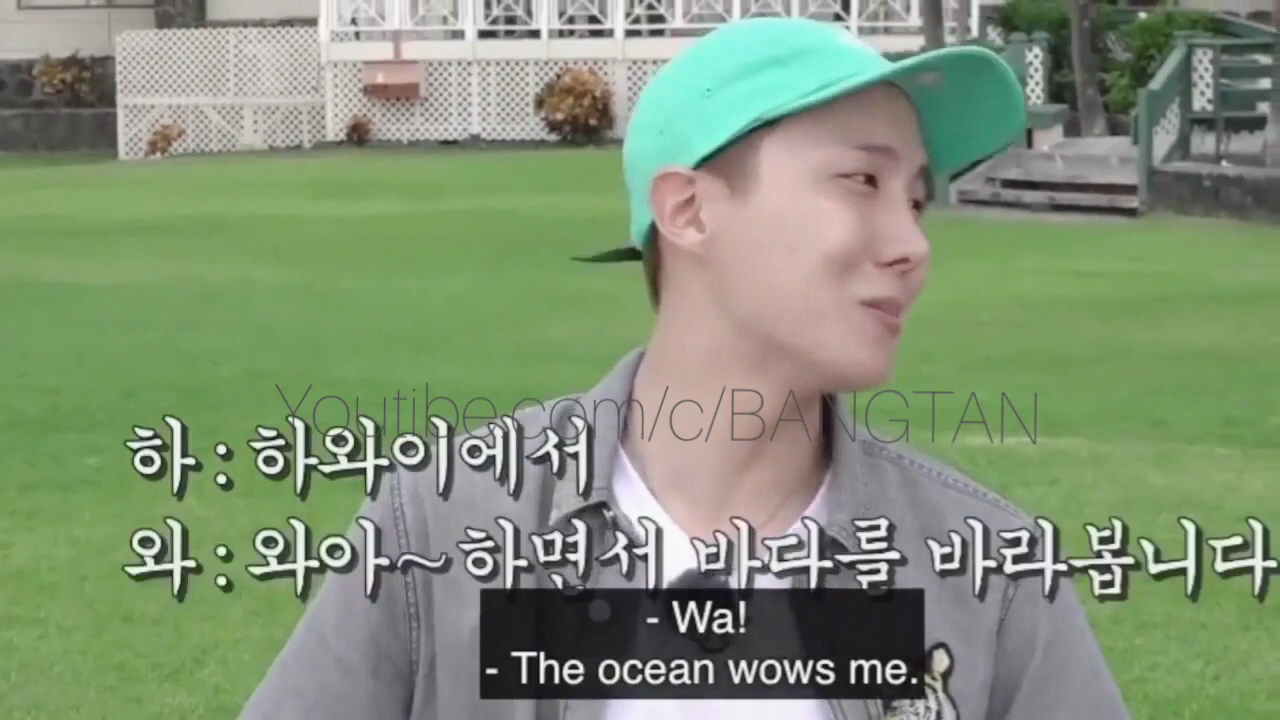 Youtibe.com/c/BANGTAN
하 : 하와이에서
와 : 와아~하면서 바다를 바라봅니다
- Wa!
- The ocean wows me.